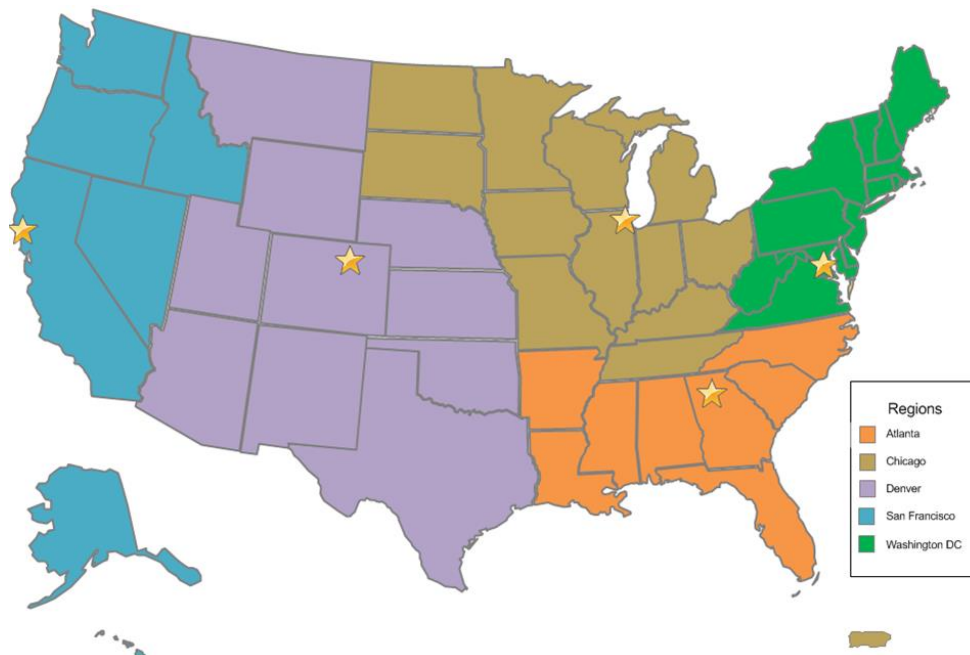 Regions
Atlanta
Chicago
Denver
San Francisco
Washington DC